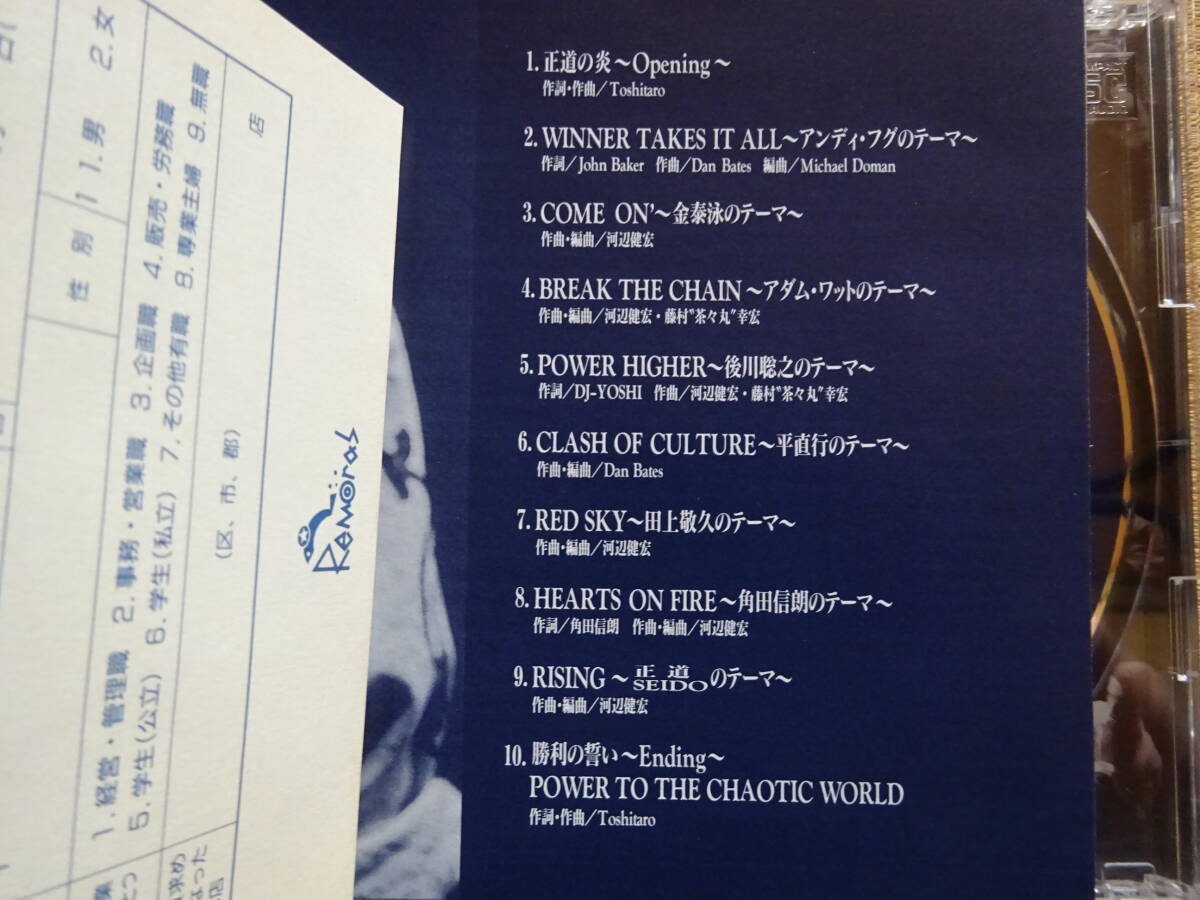 1. 正道の炎～Opening～
作詞・作曲／Toshitaro
2. WINNER TAKES IT ALL～アンディ・フグのテーマ～
作詞／John Baker 作曲／Dan Bates 編曲／Michael Doman
3. COME ON'～金泰泳のテーマ～
作曲・編曲／河辺健宏
4. BREAK THE CHAIN～アダム・ワットのテーマ～
作曲・編曲／河辺健宏・藤村"茶々丸"幸宏
5. POWER HIGHER～後川聡之のテーマ～
作詞／DJ-YOSHI 作曲／河辺健宏・藤村"茶々丸"幸宏
6. CLASH OF CULTURE～平直行のテーマ～
作曲・編曲／Dan Bates
7. RED SKY～田上敬久のテーマ～
作曲・編曲／河辺健宏
8. HEARTS ON FIRE～角田信朗のテーマ～
作詞／角田信朗 作曲・編曲／河辺健宏
9. RISING～正道 SEIDOのテーマ～
作曲・編曲／河辺健宏
10. 勝利の誓い～Ending～
POWER TO THE CHAOTIC WORLD
作詞・作曲／Toshitaro
性別 1 1. 男 2. 女
1. 経営・管理職 2. 事務・営業職 3. 企画職 4. 販売・労務職
5. 学生(公立) 6. 学生(私立) 7. その他有職 8. 専業主婦 9. 無職
(区、市、郡) 店
Remoras